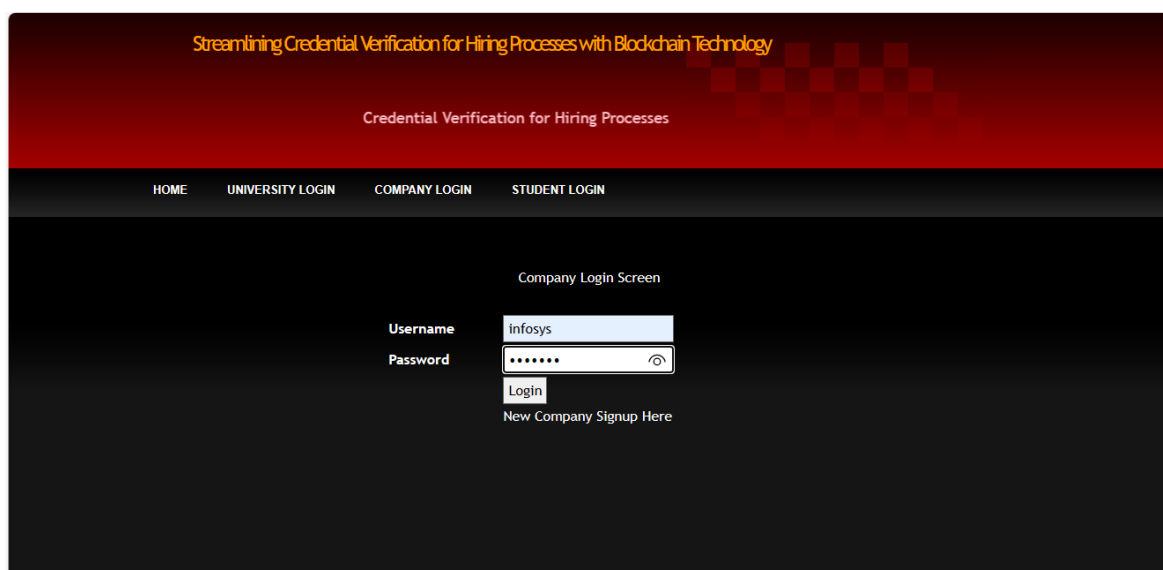 Streamlining Credential Verification for Hiring Processes with Blockchain Technology
Credential Verification for Hiring Processes
HOME UNIVERSITY LOGIN COMPANY LOGIN STUDENT LOGIN
Company Login Screen
Username infosys
Password •••••••
Login
New Company Signup Here